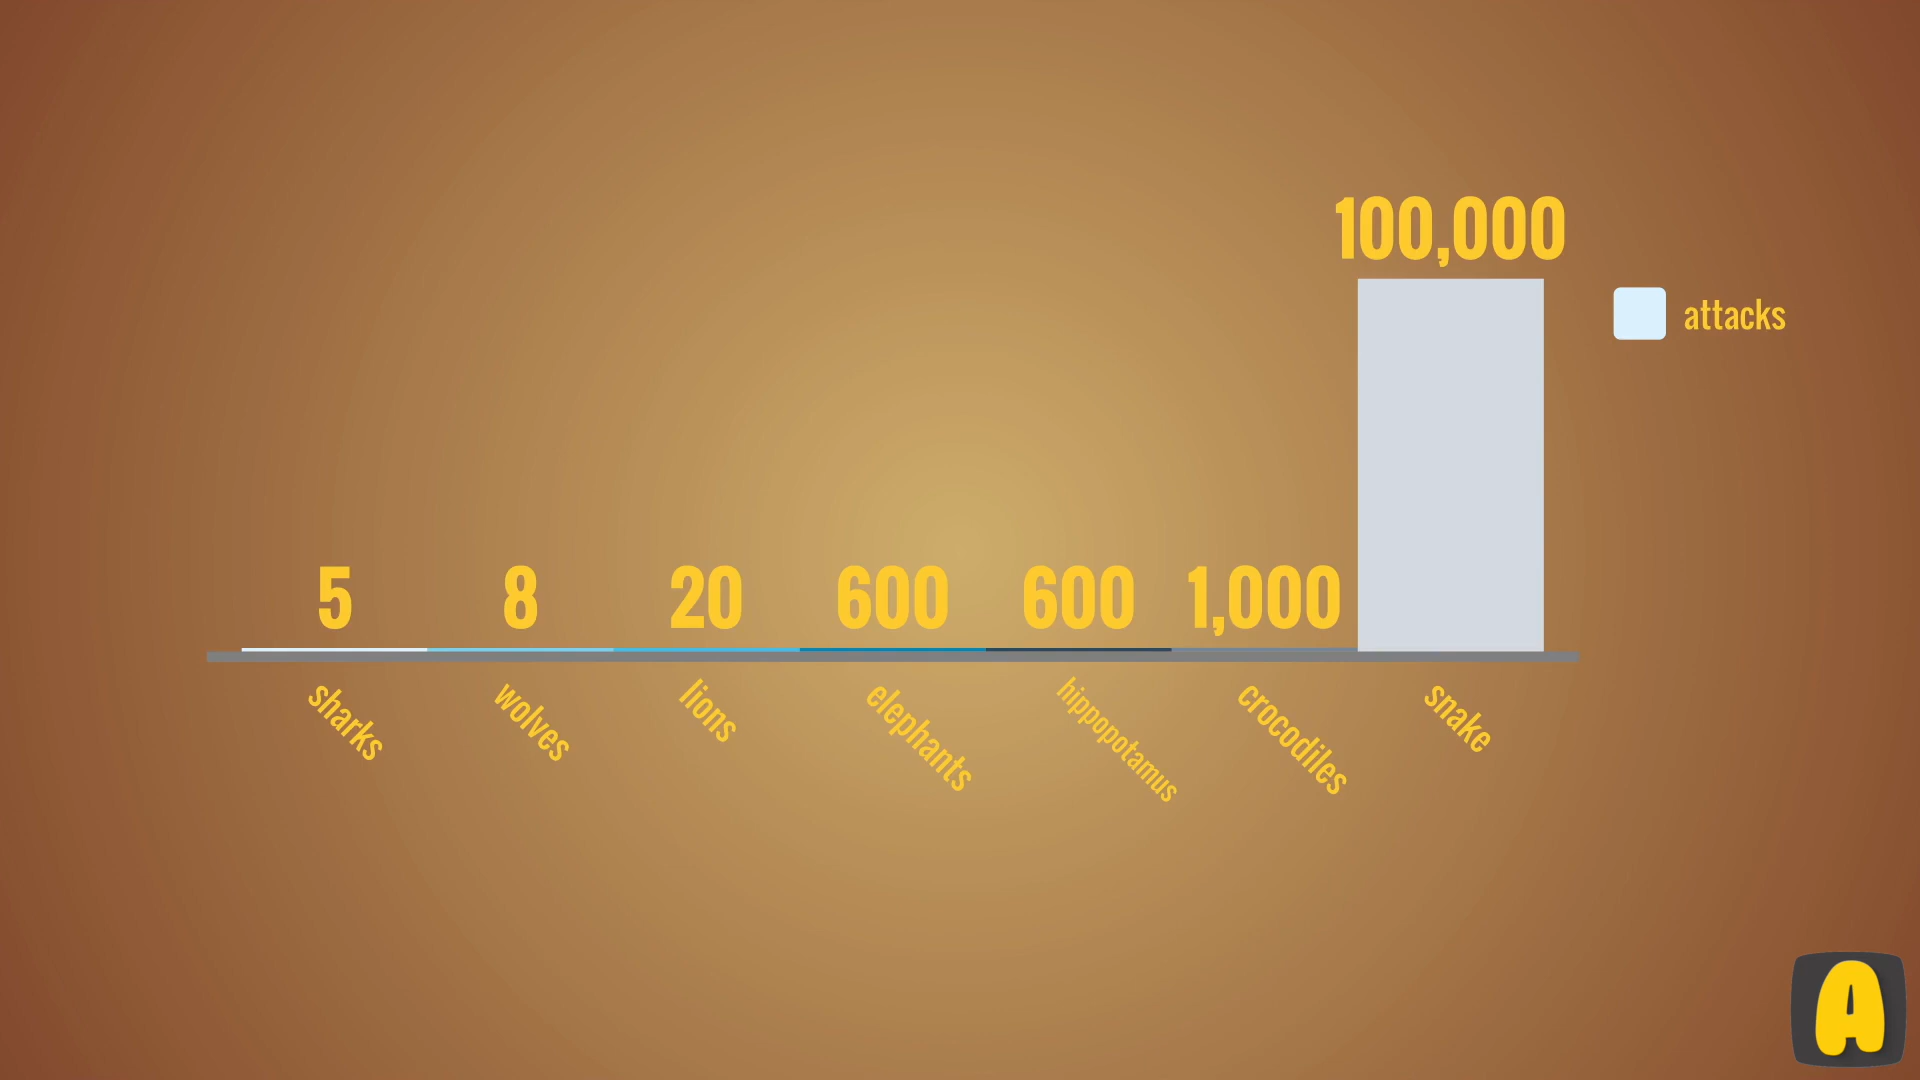 100,000
attacks
5
8
20
600
600
1,000
sharks
wolves
lions
elephants
hippopotamus
crocodiles
snake
A